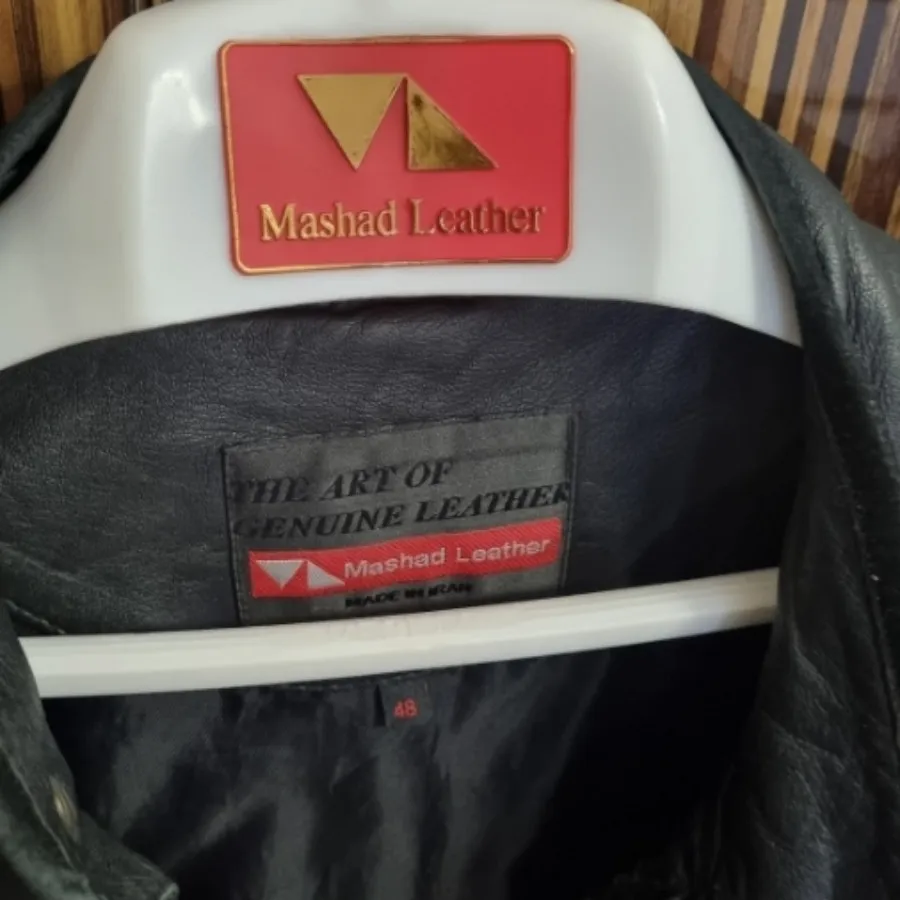 Mashad Leather
THE ART OF
GENUINE LEATHER
Mashad Leather
MADE IN IRAN
48